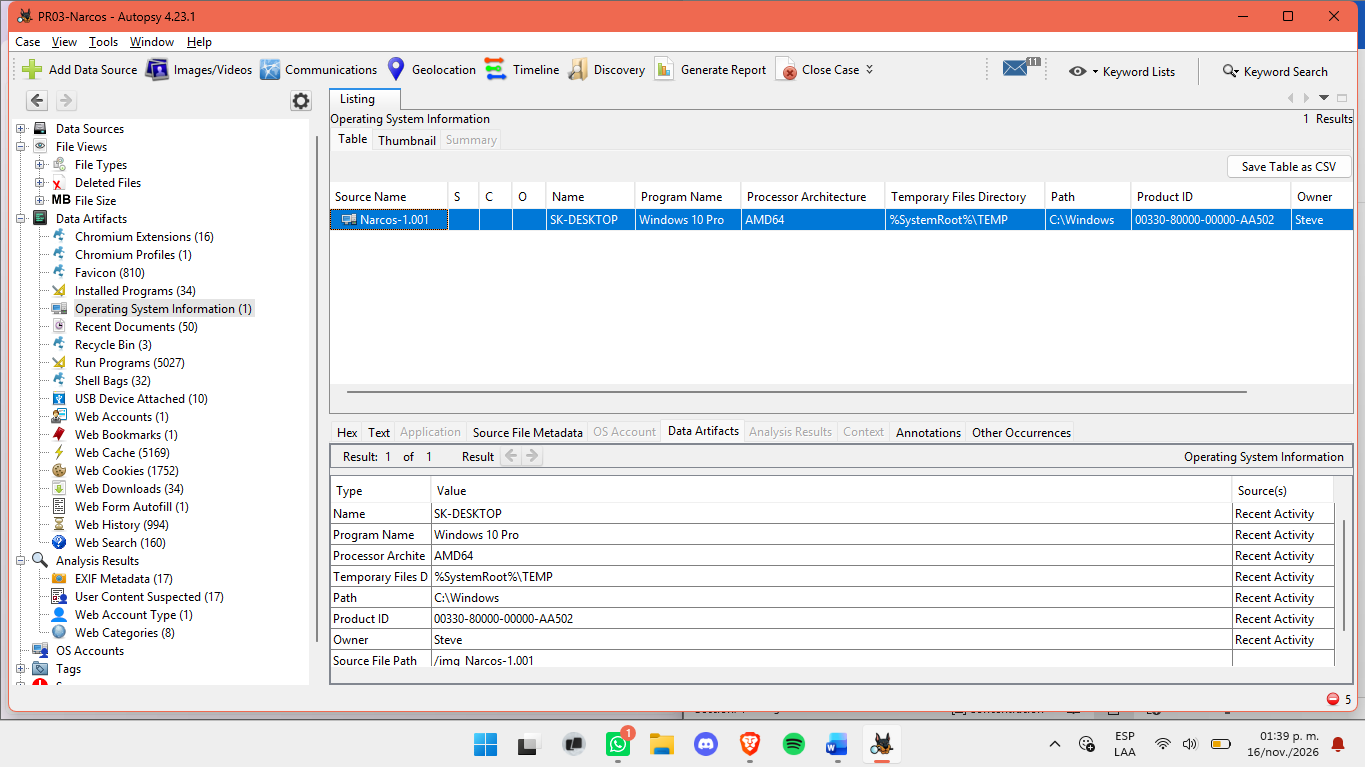 PR03-Narcos - Autopsy 4.23.1
Case View Tools Window Help
Add Data Source Images/Videos Communications Geolocation Timeline Discovery Generate Report Close Case 11 Keyword Lists Keyword Search
Listing
Operating System Information 1 Results
Table Thumbnail Summary
Save Table as CSV
Source Name S C O Name Program Name Processor Architecture Temporary Files Directory Path Product ID Owner
Narcos-1.001 SK-DESKTOP Windows 10 Pro AMD64 %SystemRoot%\TEMP C:\Windows 00330-80000-00000-AA502 Steve
Data Sources
File Views
File Types
Deleted Files
MB File Size
Data Artifacts
Chromium Extensions (16)
Chromium Profiles (1)
Favicon (810)
Installed Programs (34)
Operating System Information (1)
Recent Documents (50)
Recycle Bin (3)
Run Programs (5027)
Shell Bags (32)
USB Device Attached (10)
Web Accounts (1)
Web Bookmarks (1)
Web Cache (5169)
Web Cookies (1752)
Web Downloads (34)
Web Form Autofill (1)
Web History (994)
Web Search (160)
Analysis Results
EXIF Metadata (17)
User Content Suspected (17)
Web Account Type (1)
Web Categories (8)
OS Accounts
Tags
Hex Text Application Source File Metadata OS Account Data Artifacts Analysis Results Context Annotations Other Occurrences
Result: 1 of 1 Result Operating System Information
Type Value Source(s)
Name SK-DESKTOP Recent Activity
Program Name Windows 10 Pro Recent Activity
Processor Archite AMD64 Recent Activity
Temporary Files D %SystemRoot%\TEMP Recent Activity
Path C:\Windows Recent Activity
Product ID 00330-80000-00000-AA502 Recent Activity
Owner Steve Recent Activity
Source File Path /img_Narcos-1.001
5
1
ESP
LAA
01:39 p. m.
16/nov./2026